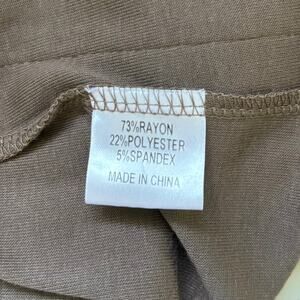 73%RAYON
22%POLYESTER
5%SPANDEX
MADE IN CHINA